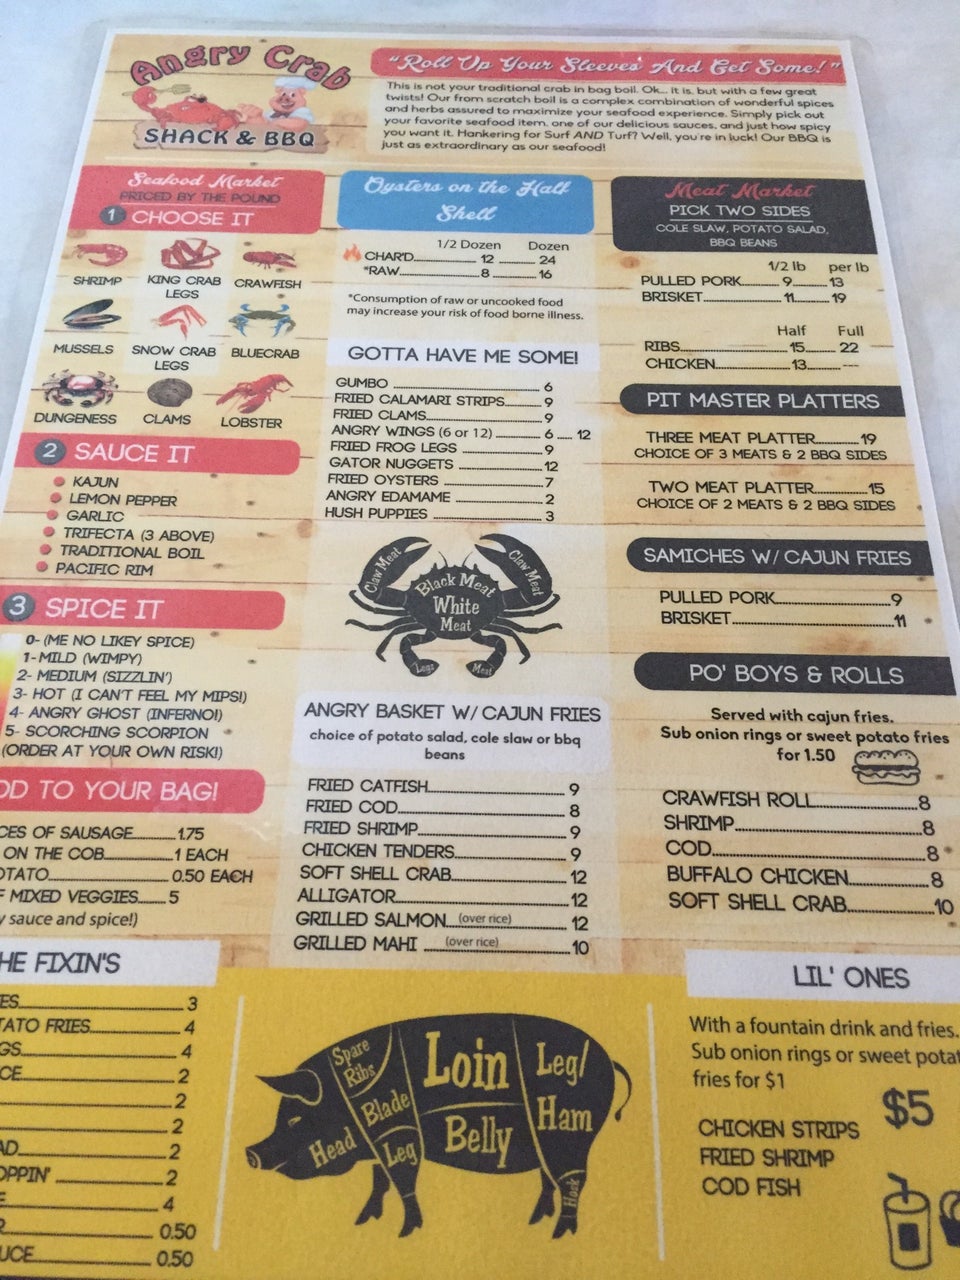 Angry Crab
SHACK & BBQ
"Roll Up Your Sleeves And Get Some!"
This is not your traditional crab in bag boil. Ok... it is, but with a few great
twists! Our from scratch boil is a complex combination of wonderful spices
and herbs assured to maximize your seafood experience. Simply pick out
your favorite seafood item, one of our delicious sauces, and just how spicy
you want it. Hankering for Surf AND Turf? Well, you're in luck! Our BBQ is
just as extraordinary as our seafood!
Seafood Market
PRICED BY THE POUND
1 CHOOSE IT
SHRIMP
KING CRAB
LEGS
CRAWFISH
MUSSELS
SNOW CRAB
LEGS
BLUECRAB
DUNGENESS
CLAMS
LOBSTER
2 SAUCE IT
KAJUN
LEMON PEPPER
GARLIC
TRIFECTA (3 ABOVE)
TRADITIONAL BOIL
PACIFIC RIM
3 SPICE IT
0- (ME NO LIKEY SPICE)
1- MILD (WIMPY)
2- MEDIUM (SIZZLIN')
3- HOT (I CAN'T FEEL MY MIPS!)
4- ANGRY GHOST (INFERNO!)
5- SCORCHING SCORPION
(ORDER AT YOUR OWN RISK!)
DD TO YOUR BAG!
CES OF SAUSAGE 1.75
ON THE COB 1 EACH
OTATO 0.50 EACH
F MIXED VEGGIES 5
y sauce and spice!)
HE FIXIN'S
ES 3
TATO FRIES 4
GS 4
CE 2
2
2
AD 2
OPPIN' 2
E 4
R 0.50
UCE 0.50
Oysters on the Half
Shell
1/2 Dozen Dozen
CHAR'D 12 24
*RAW 8 16
*Consumption of raw or uncooked food
may increase your risk of food borne illness.
GOTTA HAVE ME SOME!
GUMBO 6
FRIED CALAMARI STRIPS 9
FRIED CLAMS 9
ANGRY WINGS (6 or 12) 6 12
FRIED FROG LEGS 9
GATOR NUGGETS 12
FRIED OYSTERS 7
ANGRY EDAMAME 2
HUSH PUPPIES 3
Claw Meat
Claw Meat
Black Meat
White
Meat
Legs
Meat
ANGRY BASKET W/ CAJUN FRIES
choice of potato salad, cole slaw or bbq
beans
FRIED CATFISH 9
FRIED COD 8
FRIED SHRIMP 9
CHICKEN TENDERS 9
SOFT SHELL CRAB 12
ALLIGATOR 12
GRILLED SALMON (over rice) 12
GRILLED MAHI (over rice) 10
Head
Spare
Ribs
Blade
Leg
Loin
Belly
Leg/
Ham
Hock
Meat Market
PICK TWO SIDES
COLE SLAW, POTATO SALAD,
BBQ BEANS
1/2 lb per lb
PULLED PORK 9 13
BRISKET 11 19
Half Full
RIBS 15 22
CHICKEN 13 ---
PIT MASTER PLATTERS
THREE MEAT PLATTER 19
CHOICE OF 3 MEATS & 2 BBQ SIDES
TWO MEAT PLATTER 15
CHOICE OF 2 MEATS & 2 BBQ SIDES
SAMICHES W/ CAJUN FRIES
PULLED PORK 9
BRISKET 11
PO' BOYS & ROLLS
Served with cajun fries.
Sub onion rings or sweet potato fries
for 1.50
CRAWFISH ROLL 8
SHRIMP 8
COD 8
BUFFALO CHICKEN 8
SOFT SHELL CRAB 10
LIL' ONES
With a fountain drink and fries.
Sub onion rings or sweet potat
fries for $1
$5
CHICKEN STRIPS
FRIED SHRIMP
COD FISH